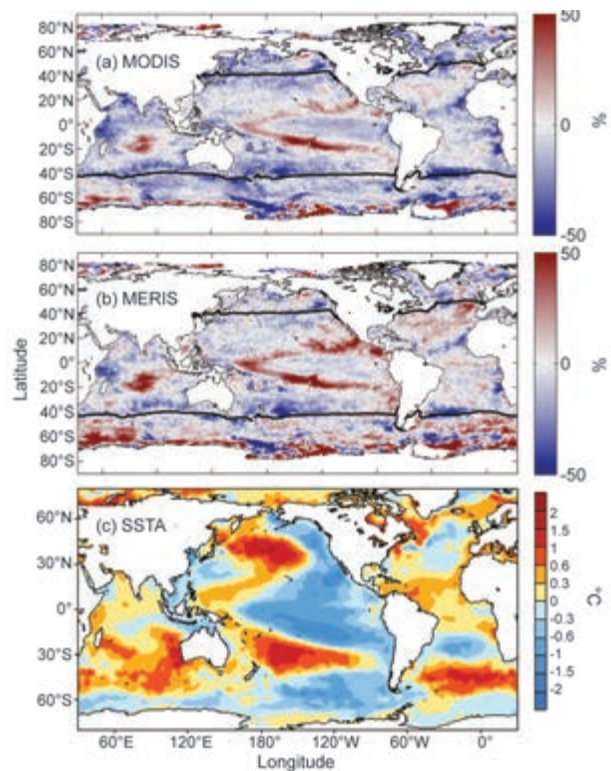 80°N
50
(a) MODIS
60°N
40°N
20°N
0°
0
%
20°S
40°S
60°S
80°S
-50
80°N
50
(b) MERIS
60°N
40°N
20°N
0°
0
%
20°S
40°S
60°S
80°S
-50
Latitude
(c) SSTA
60°N
30°N
0°
30°S
60°S
2
1.5
1
0.6
0.3
0
-0.3
-0.6
-1
-1.5
-2
°C
60°E 120°E 180° 120°W 60°W 0°
Longitude